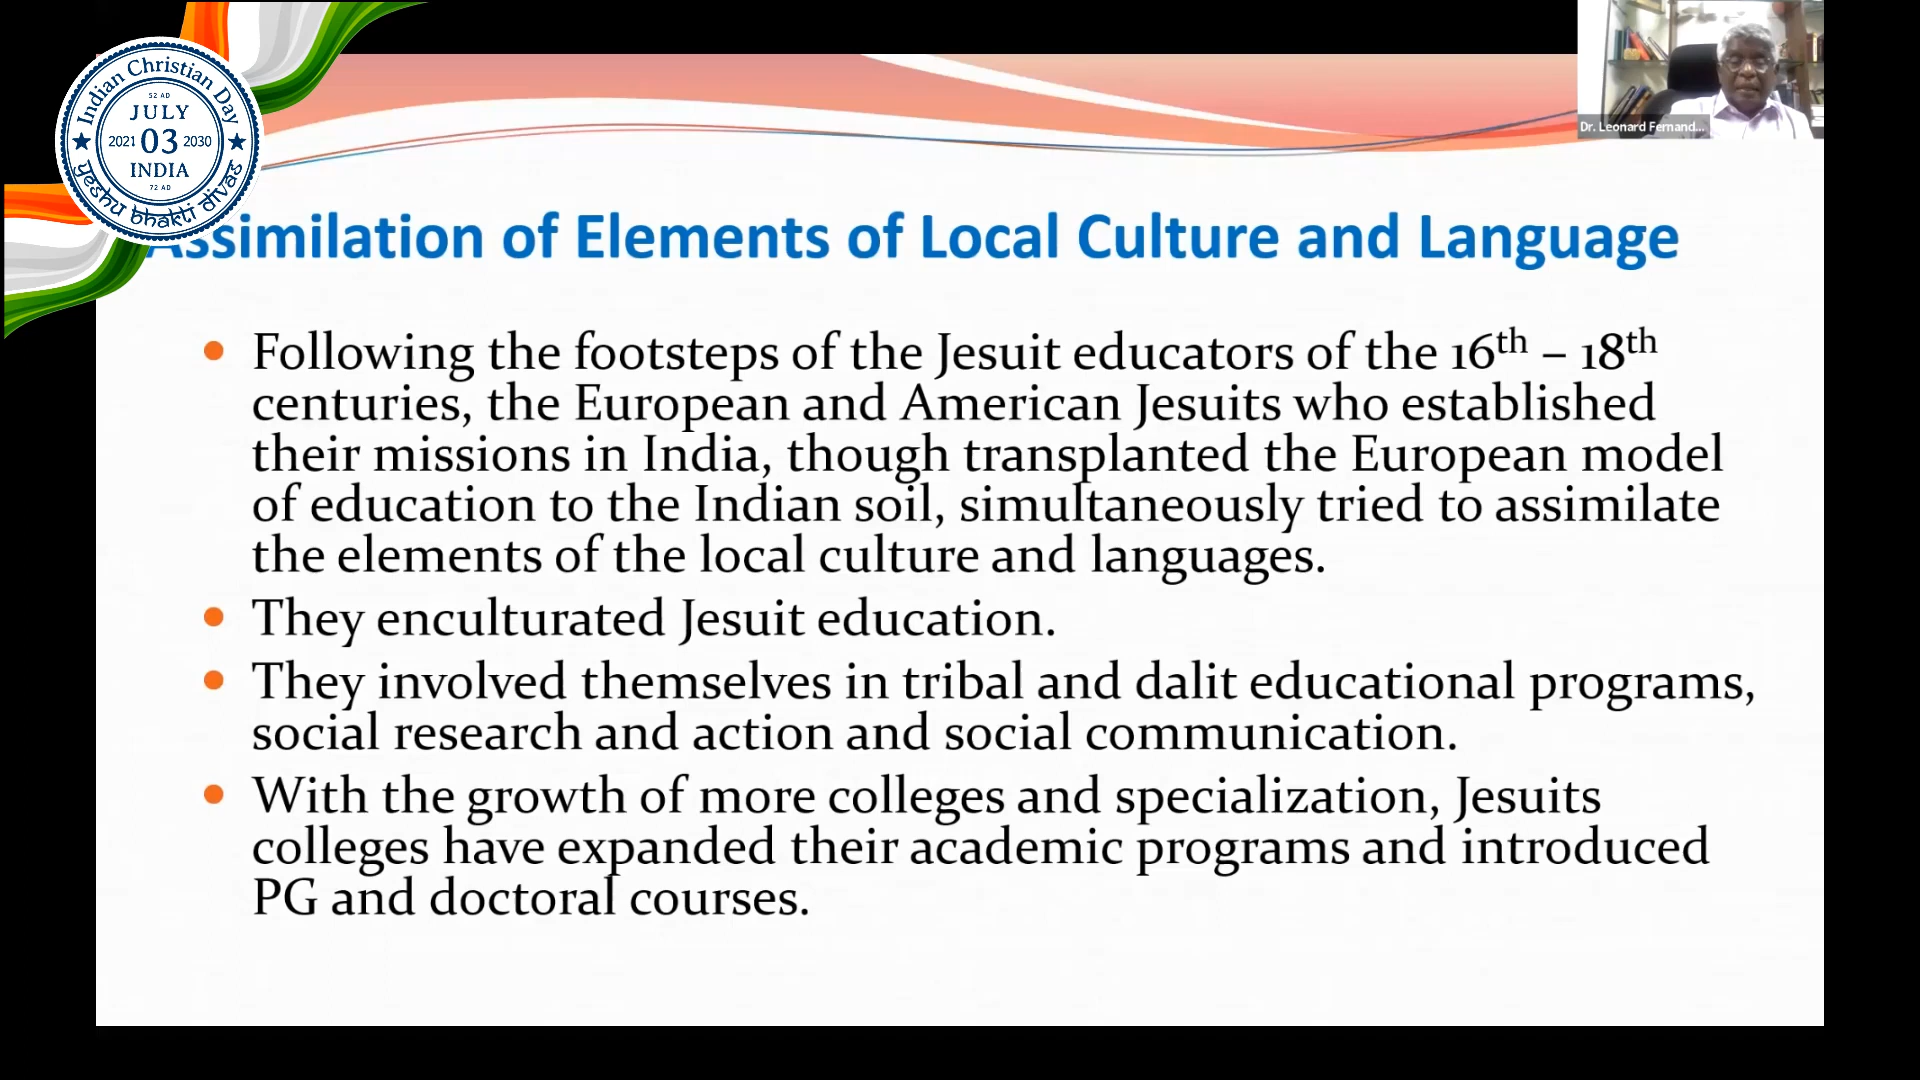 Indian Christian Day
52 AD
JULY
2021 03 2030
INDIA
72 AD
yeshu bhakti divas
Dr. Leonard Fernand...
Assimilation of Elements of Local Culture and Language
• Following the footsteps of the Jesuit educators of the 16th – 18th
centuries, the European and American Jesuits who established
their missions in India, though transplanted the European model
of education to the Indian soil, simultaneously tried to assimilate
the elements of the local culture and languages.
• They enculturated Jesuit education.
• They involved themselves in tribal and dalit educational programs,
social research and action and social communication.
• With the growth of more colleges and specialization, Jesuits
colleges have expanded their academic programs and introduced
PG and doctoral courses.